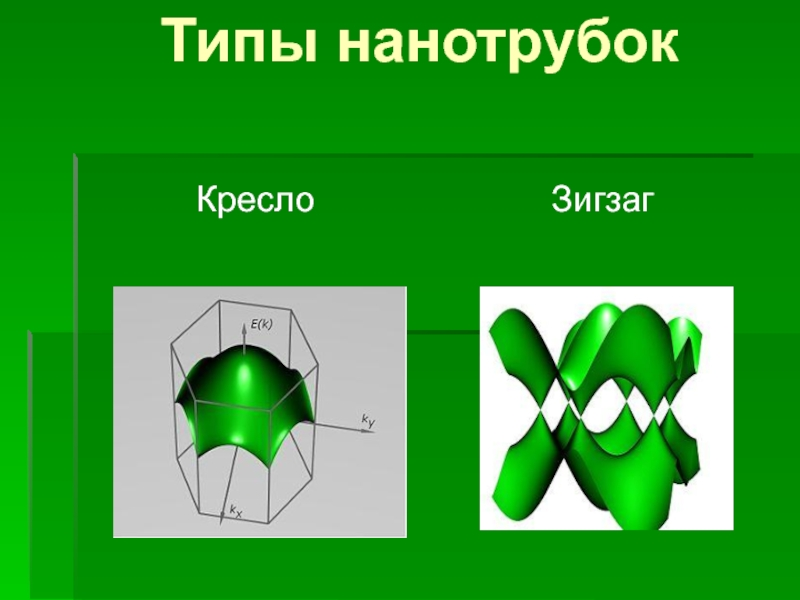 Типы нанотрубок
Кресло
Зигзаг
E(k)
ky
kx